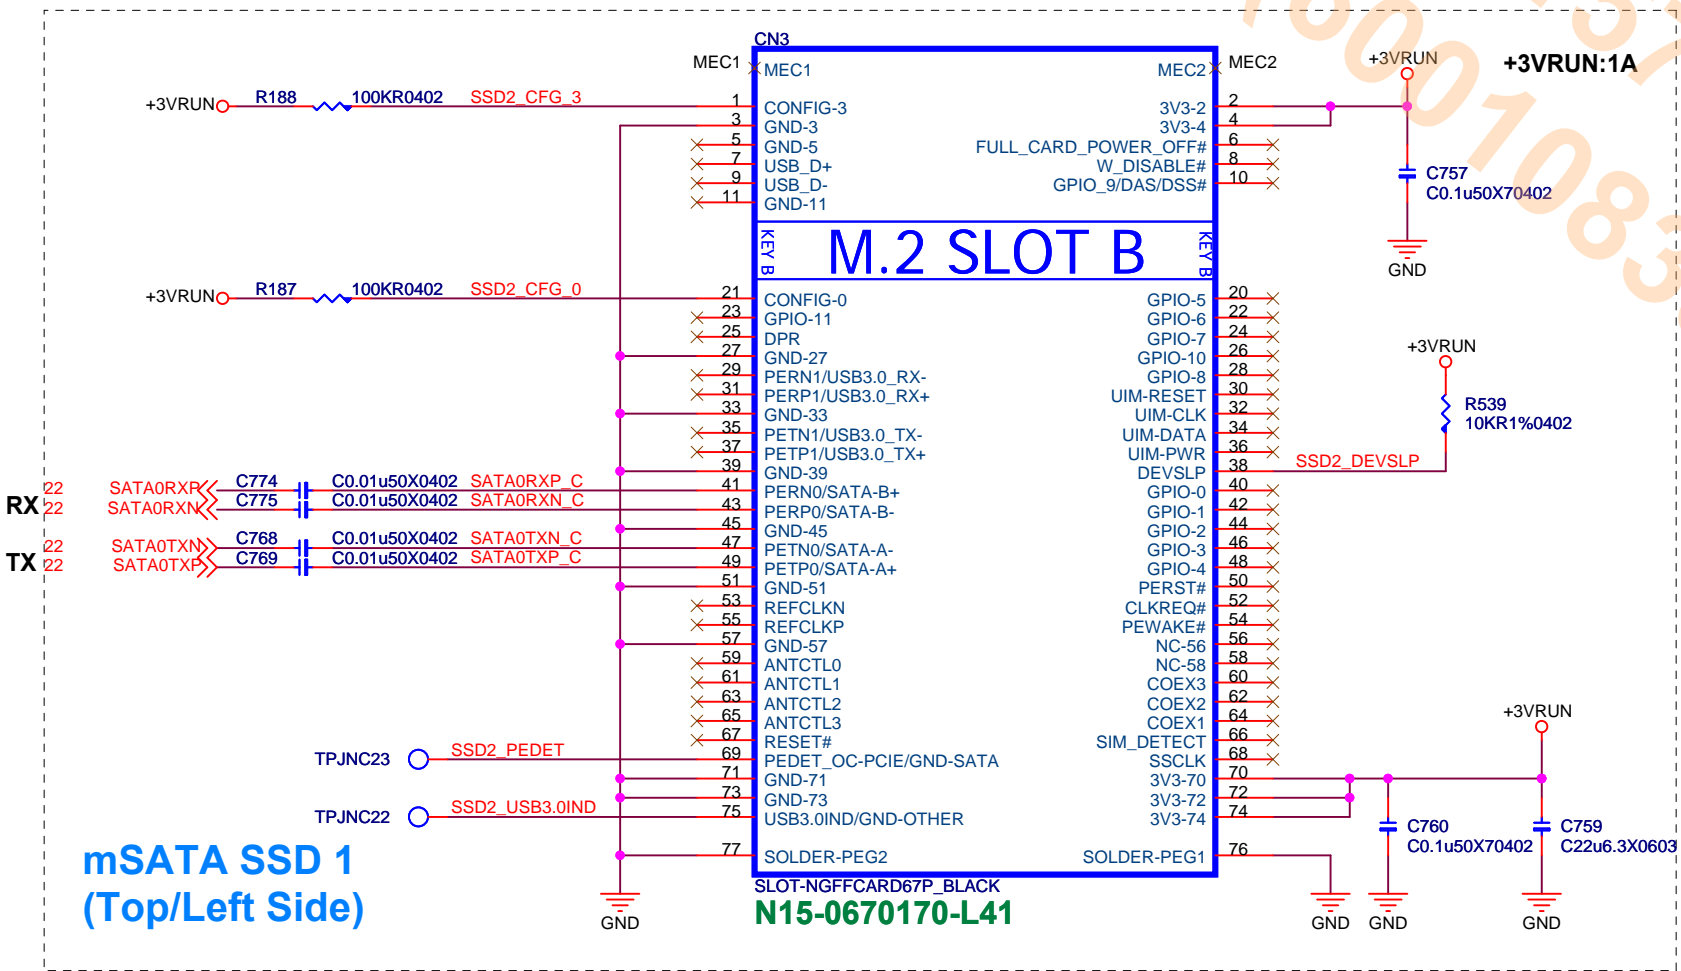 CN3
MEC1 MEC1 MEC2 MEC2
+3VRUN +3VRUN:1A
+3VRUN R188 100KR0402 SSD2_CFG_3 1 CONFIG-3 3V3-2 2
3 GND-3 3V3-4 4
5 GND-5 FULL_CARD_POWER_OFF# 6
7 USB_D+ W_DISABLE# 8
9 USB_D- GPIO_9/DAS/DSS# 10
11 GND-11
C757
C0.1u50X70402
GND
KEY B M.2 SLOT B KEY B
+3VRUN R187 100KR0402 SSD2_CFG_0 21 CONFIG-0 GPIO-5 20
23 GPIO-11 GPIO-6 22
25 DPR GPIO-7 24
27 GND-27 GPIO-10 26
29 PERN1/USB3.0_RX- GPIO-8 28
31 PERP1/USB3.0_RX+ UIM-RESET 30
33 GND-33 UIM-CLK 32
35 PETN1/USB3.0_TX- UIM-DATA 34
37 PETP1/USB3.0_TX+ UIM-PWR 36
39 GND-39 DEVSLP 38 SSD2_DEVSLP
+3VRUN
R539
10KR1%0402
RX
22 SATA0RXP C774 C0.01u50X0402 SATA0RXP_C 41 PERN0/SATA-B+ GPIO-0 40
22 SATA0RXN C775 C0.01u50X0402 SATA0RXN_C 43 PERP0/SATA-B- GPIO-1 42
45 GND-45 GPIO-2 44
TX
22 SATA0TXN C768 C0.01u50X0402 SATA0TXN_C 47 PETN0/SATA-A- GPIO-3 46
22 SATA0TXP C769 C0.01u50X0402 SATA0TXP_C 49 PETP0/SATA-A+ GPIO-4 48
51 GND-51 PERST# 50
53 REFCLKN CLKREQ# 52
55 REFCLKP PEWAKE# 54
57 GND-57 NC-56 56
59 ANTCTL0 NC-58 58
61 ANTCTL1 COEX3 60
63 ANTCTL2 COEX2 62
65 ANTCTL3 COEX1 64
67 RESET# SIM_DETECT 66
TPJNC23 SSD2_PEDET 69 PEDET_OC-PCIE/GND-SATA SSCLK 68
71 GND-71 3V3-70 70
73 GND-73 3V3-72 72
TPJNC22 SSD2_USB3.0IND 75 USB3.0IND/GND-OTHER 3V3-74 74
77 SOLDER-PEG2 SOLDER-PEG1 76
+3VRUN
C760
C0.1u50X70402
C759
C22u6.3X0603
GND GND GND GND
SLOT-NGFFCARD67P_BLACK
N15-0670170-L41
mSATA SSD 1
(Top/Left Side)